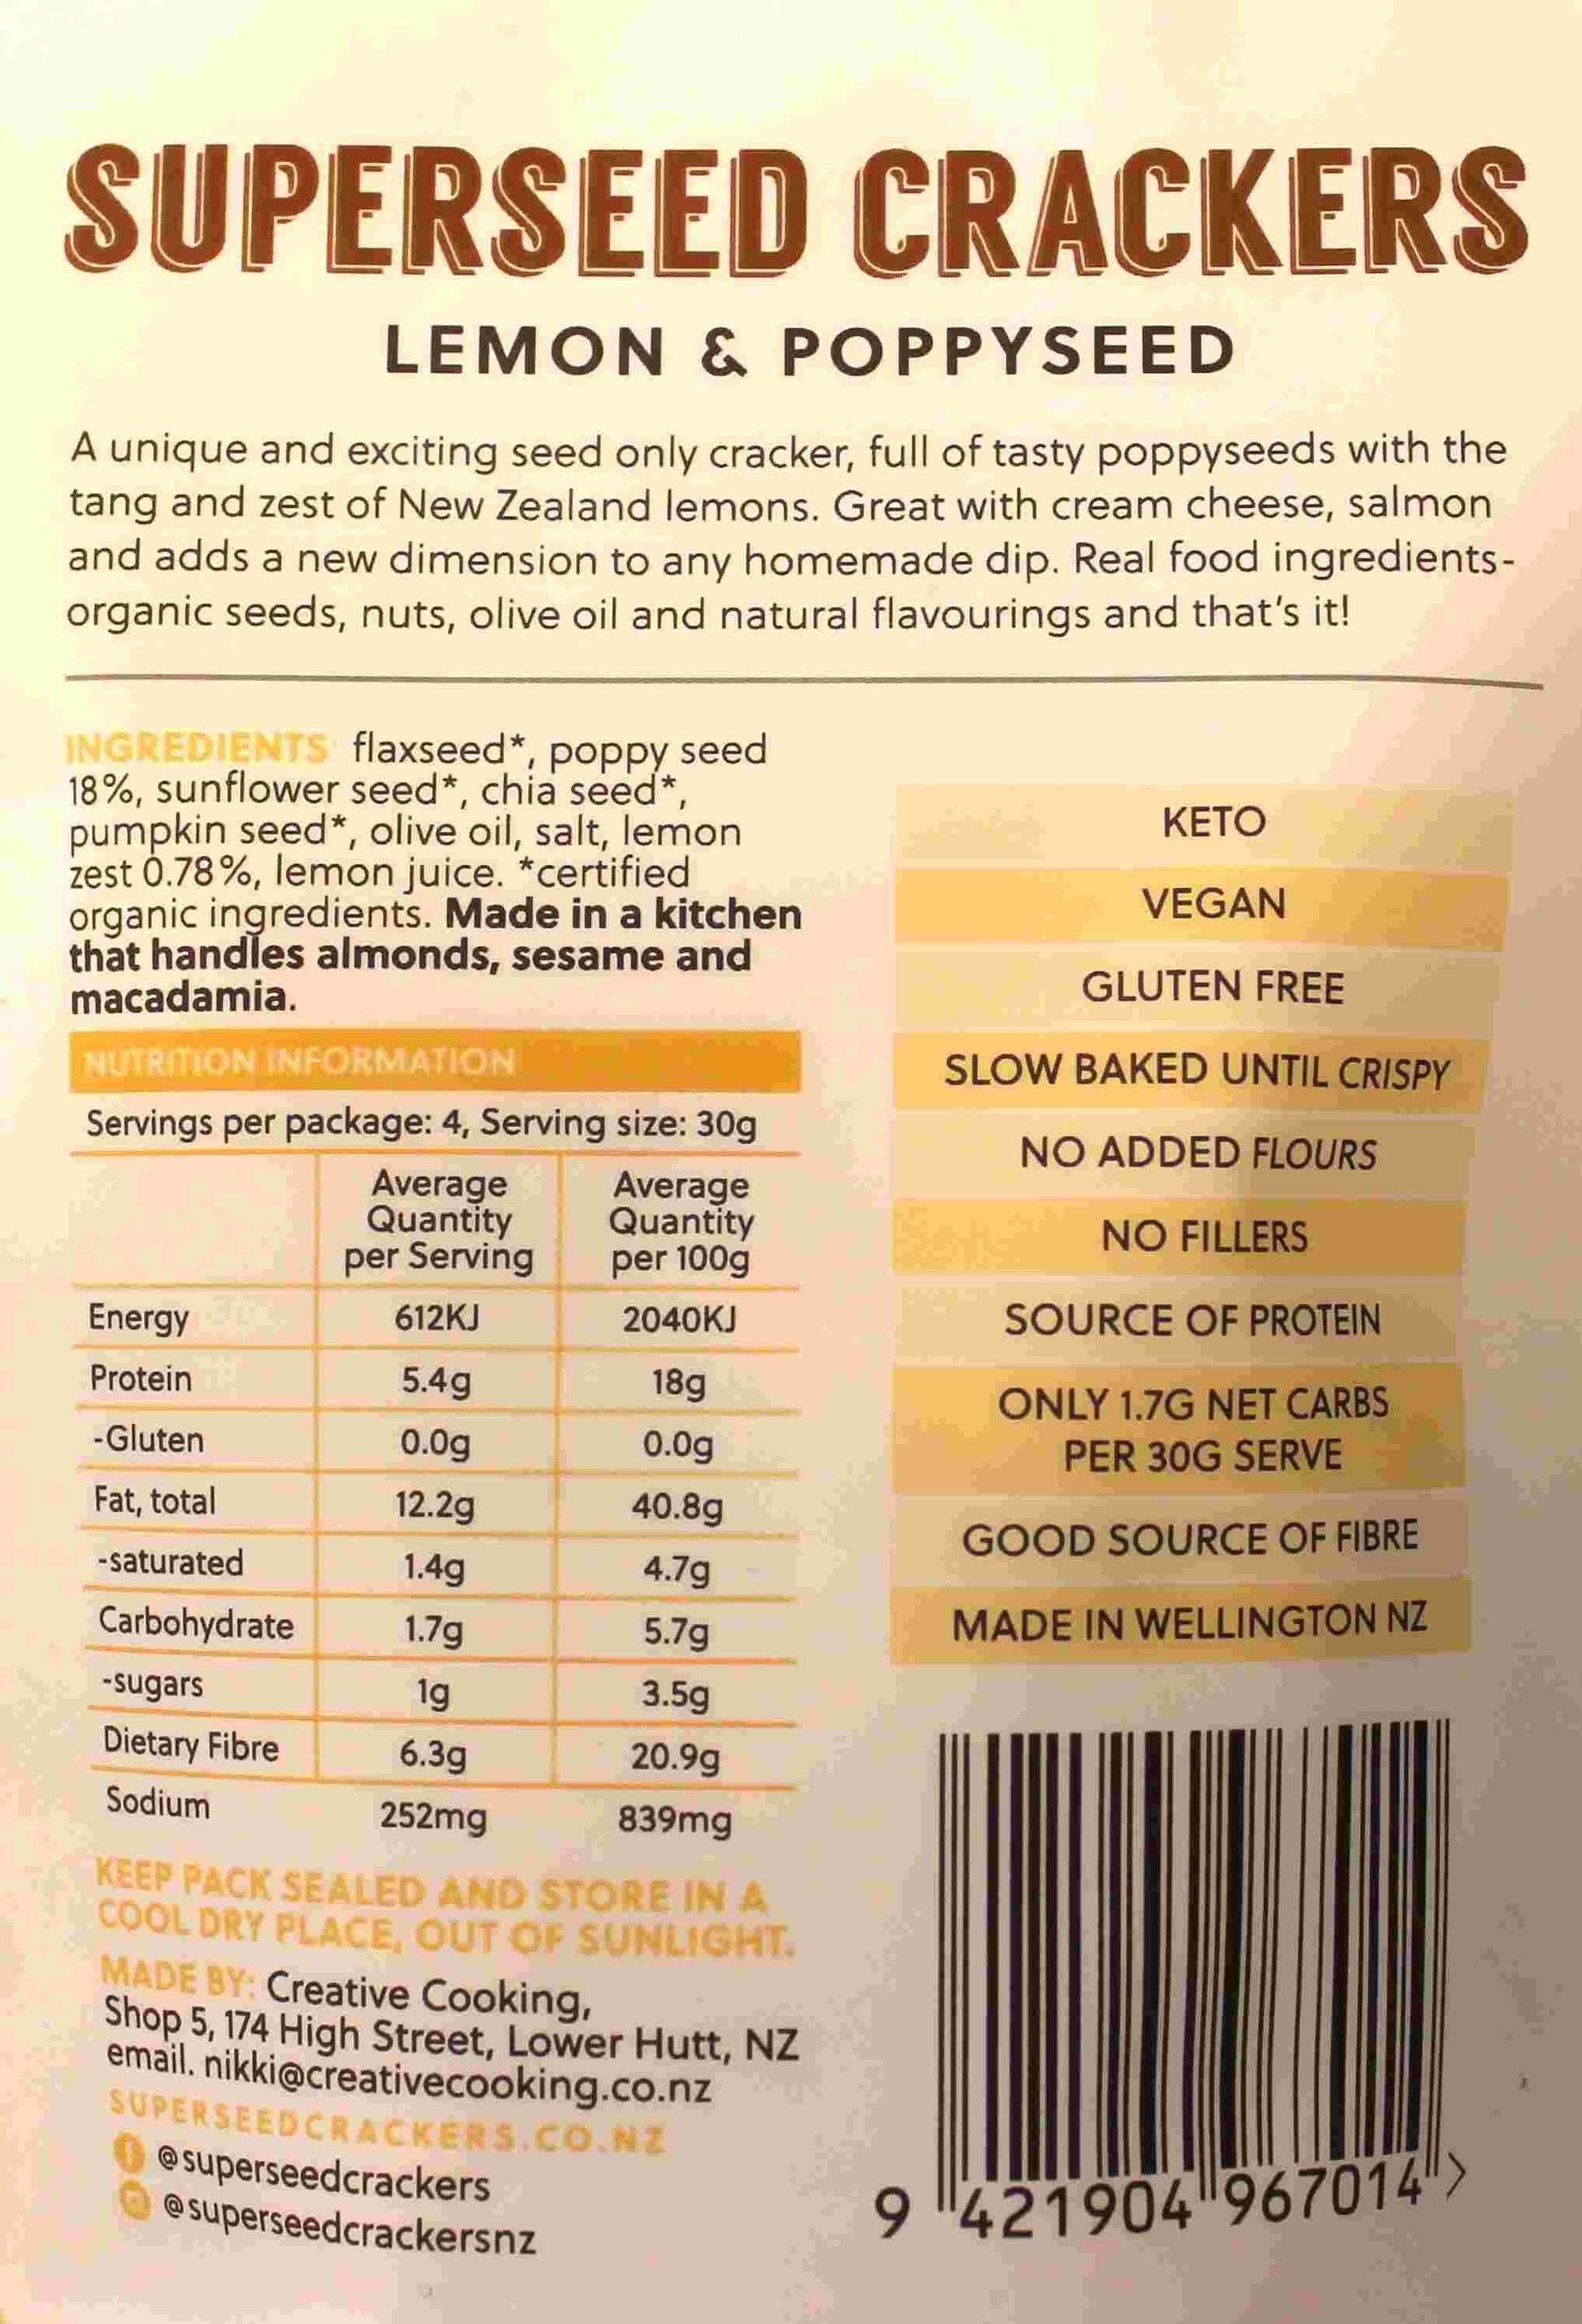 SUPERSEED CRACKERS
LEMON & POPPYSEED
A unique and exciting seed only cracker, full of tasty poppyseeds with the
tang and zest of New Zealand lemons. Great with cream cheese, salmon
and adds a new dimension to any homemade dip. Real food ingredients-
organic seeds, nuts, olive oil and natural flavourings and that's it!
INGREDIENTS: flaxseed*, poppy seed
18%, sunflower seed*, chia seed*,
pumpkin seed*, olive oil, salt, lemon
zest 0.78%, lemon juice. *certified
organic ingredients. Made in a kitchen
that handles almonds, sesame and
macadamia.
NUTRITION INFORMATION
Servings per package: 4, Serving size: 30g
Average Quantity per Serving Average Quantity per 100g
Energy 612KJ 2040KJ
Protein 5.4g 18g
-Gluten 0.0g 0.0g
Fat, total 12.2g 40.8g
-saturated 1.4g 4.7g
Carbohydrate 1.7g 5.7g
-sugars 1g 3.5g
Dietary Fibre 6.3g 20.9g
Sodium 252mg 839mg
KEEP PACK SEALED AND STORE IN A
COOL DRY PLACE, OUT OF SUNLIGHT.
MADE BY: Creative Cooking,
Shop 5, 174 High Street, Lower Hutt, NZ
email. nikki@creativecooking.co.nz
SUPERSEEDCRACKERS.CO.NZ
@superseedcrackers
@superseedcrackersnz
KETO
VEGAN
GLUTEN FREE
SLOW BAKED UNTIL CRISPY
NO ADDED FLOURS
NO FILLERS
SOURCE OF PROTEIN
ONLY 1.7G NET CARBS
PER 30G SERVE
GOOD SOURCE OF FIBRE
MADE IN WELLINGTON NZ
9 421904 967014 >